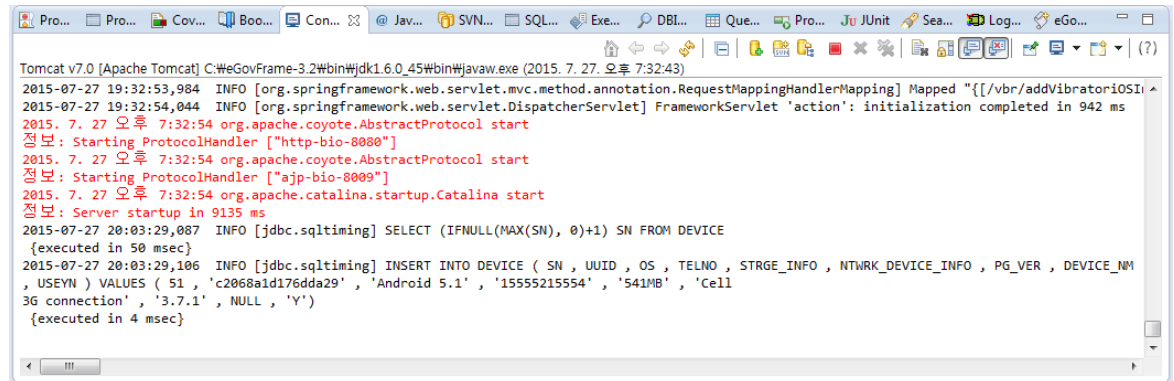 Pro... Pro... Cov... Boo... Con... @ Jav... SVN... SQL... Exe... DBI... Que... Pro... Ju JUnit Sea... Log... eGo...
(?)
Tomcat v7.0 [Apache Tomcat] C:₩eGovFrame-3.2₩bin₩jdk1.6.0_45₩bin₩javaw.exe (2015. 7. 27. 오후 7:32:43)
2015-07-27 19:32:53,984 INFO [org.springframework.web.servlet.mvc.method.annotation.RequestMappingHandlerMapping] Mapped "{[/vbr/addVibratoriOSI
2015-07-27 19:32:54,044 INFO [org.springframework.web.servlet.DispatcherServlet] FrameworkServlet 'action': initialization completed in 942 ms
2015. 7. 27 오후 7:32:54 org.apache.coyote.AbstractProtocol start
정보: Starting ProtocolHandler ["http-bio-8080"]
2015. 7. 27 오후 7:32:54 org.apache.coyote.AbstractProtocol start
정보: Starting ProtocolHandler ["ajp-bio-8009"]
2015. 7. 27 오후 7:32:54 org.apache.catalina.startup.Catalina start
정보: Server startup in 9135 ms
2015-07-27 20:03:29,087 INFO [jdbc.sqltiming] SELECT (IFNULL(MAX(SN), 0)+1) SN FROM DEVICE
{executed in 50 msec}
2015-07-27 20:03:29,106 INFO [jdbc.sqltiming] INSERT INTO DEVICE ( SN , UUID , OS , TELNO , STRGE_INFO , NTWRK_DEVICE_INFO , PG_VER , DEVICE_NM
, USEYN ) VALUES ( 51 , 'c2068a1d176dda29' , 'Android 5.1' , '15555215554' , '541MB' , 'Cell
3G connection' , '3.7.1' , NULL , 'Y')
{executed in 4 msec}